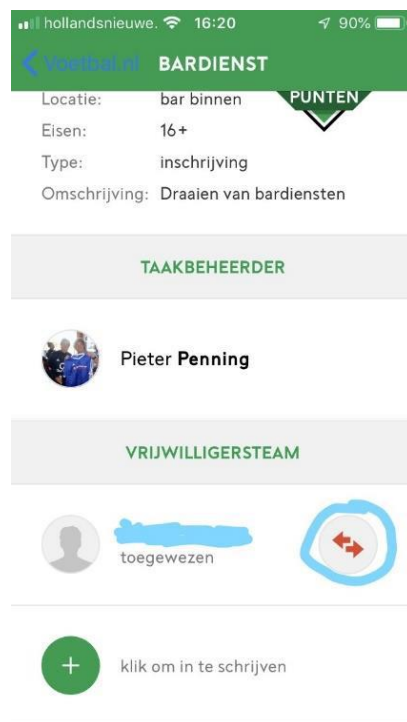 hollandsnieuwe. 16:20 90%
Voetbal.nl BARDIENST
Locatie: bar binnen PUNTEN
Eisen: 16+
Type: inschrijving
Omschrijving: Draaien van bardiensten
TAAKBEHEERDER
Pieter Penning
VRIJWILLIGERSTEAM
toegewezen
+ klik om in te schrijven